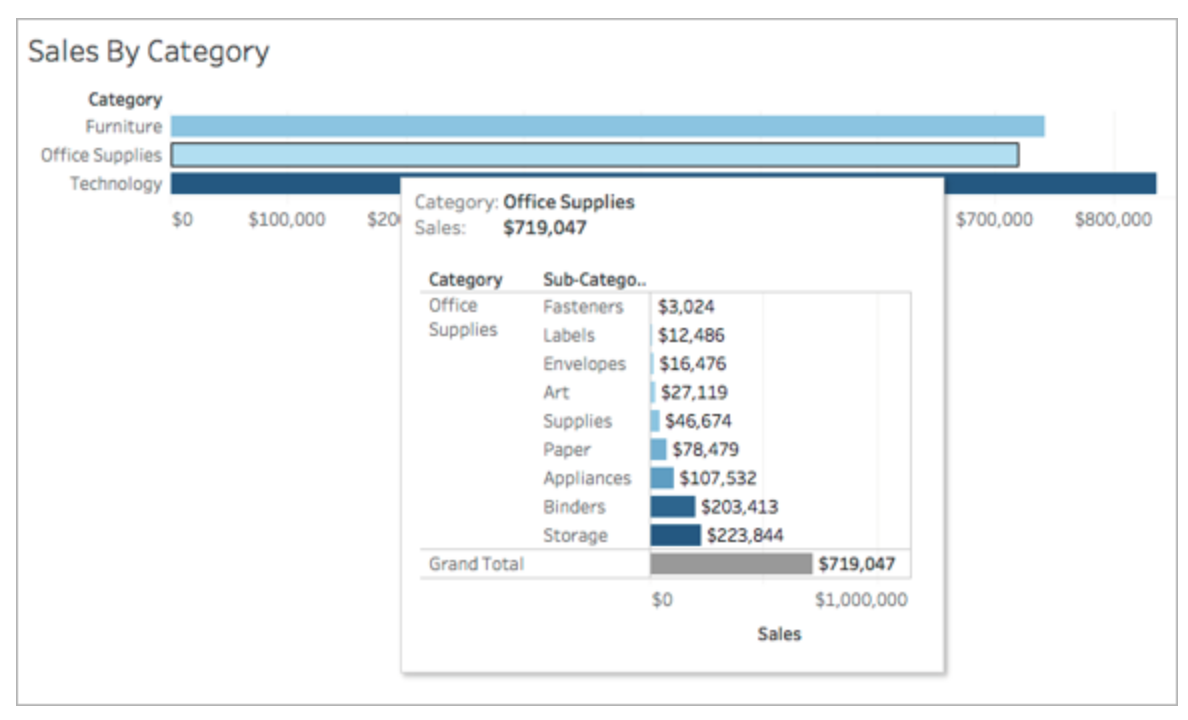 Sales By Category
Category
Furniture
Office Supplies
Technology
$0 $100,000 $20 $700,000 $800,000
Category: Office Supplies
Sales: $719,047
Category Sub-Catego..
Office Supplies
Fasteners $3,024
Labels $12,486
Envelopes $16,476
Art $27,119
Supplies $46,674
Paper $78,479
Appliances $107,532
Binders $203,413
Storage $223,844
Grand Total $719,047
$0 $1,000,000
Sales